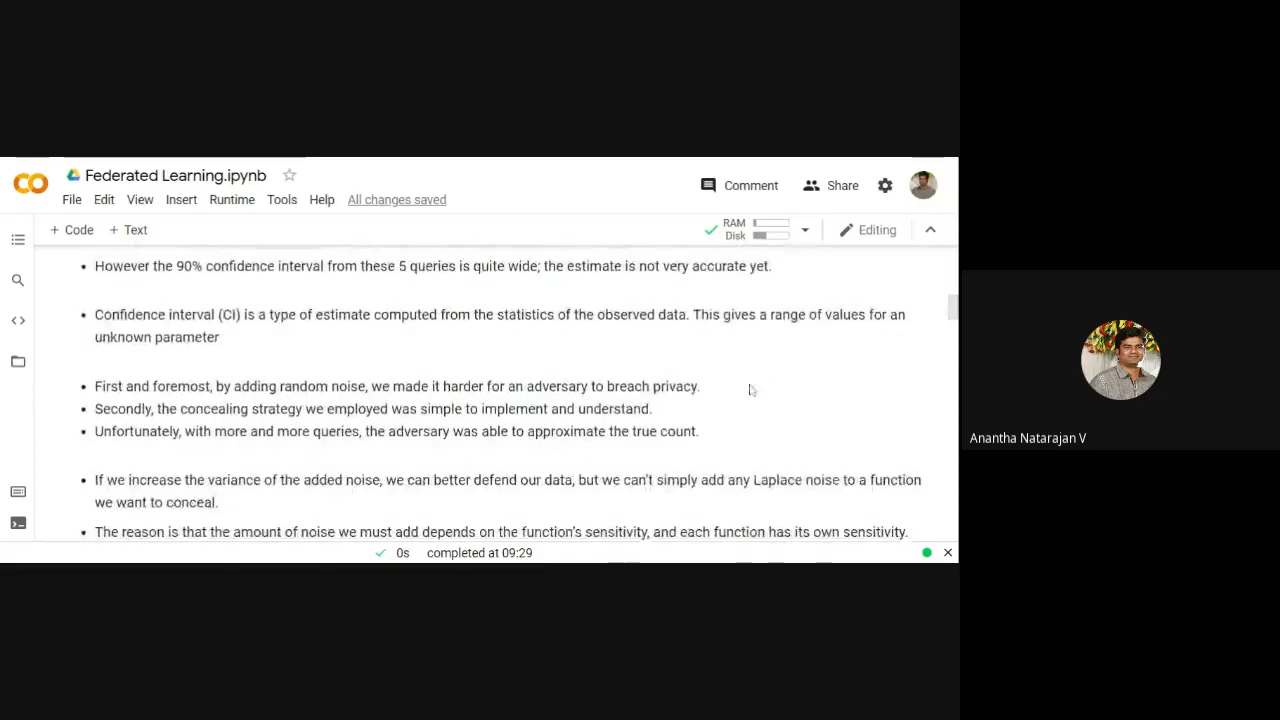 Federated Learning.ipynb
Comment
Share
File Edit View Insert Runtime Tools Help All changes saved
+ Code + Text
RAM
Disk
Editing
However the 90% confidence interval from these 5 queries is quite wide; the estimate is not very accurate yet.
Confidence interval (CI) is a type of estimate computed from the statistics of the observed data. This gives a range of values for an
unknown parameter
First and foremost, by adding random noise, we made it harder for an adversary to breach privacy.
Secondly, the concealing strategy we employed was simple to implement and understand.
Unfortunately, with more and more queries, the adversary was able to approximate the true count.
If we increase the variance of the added noise, we can better defend our data, but we can't simply add any Laplace noise to a function
we want to conceal.
The reason is that the amount of noise we must add depends on the function's sensitivity, and each function has its own sensitivity.
0s completed at 09:29
Anantha Natarajan V